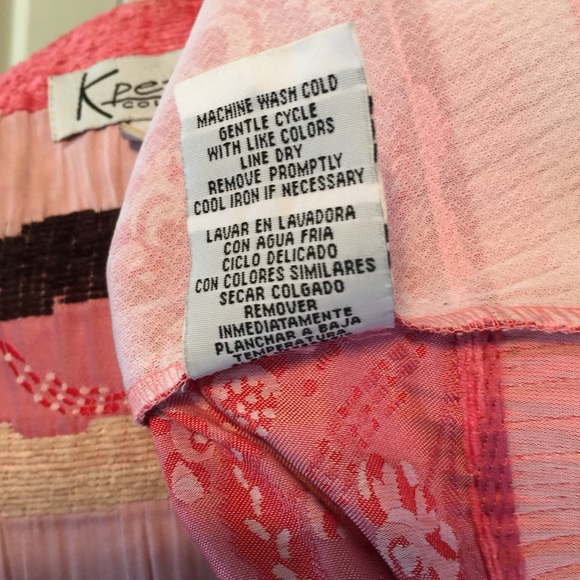 MACHINE WASH COLD
GENTLE CYCLE
WITH LIKE COLORS
LINE DRY
REMOVE PROMPTLY
COOL IRON IF NECESSARY
LAVAR EN LAVADORA
CON AGUA FRIA
CICLO DELICADO
CON COLORES SIMILARES
SECAR COLGADO
REMOVER
INMEDIATAMENTE
PLANCHAR A BAJA
TEMPERATURA